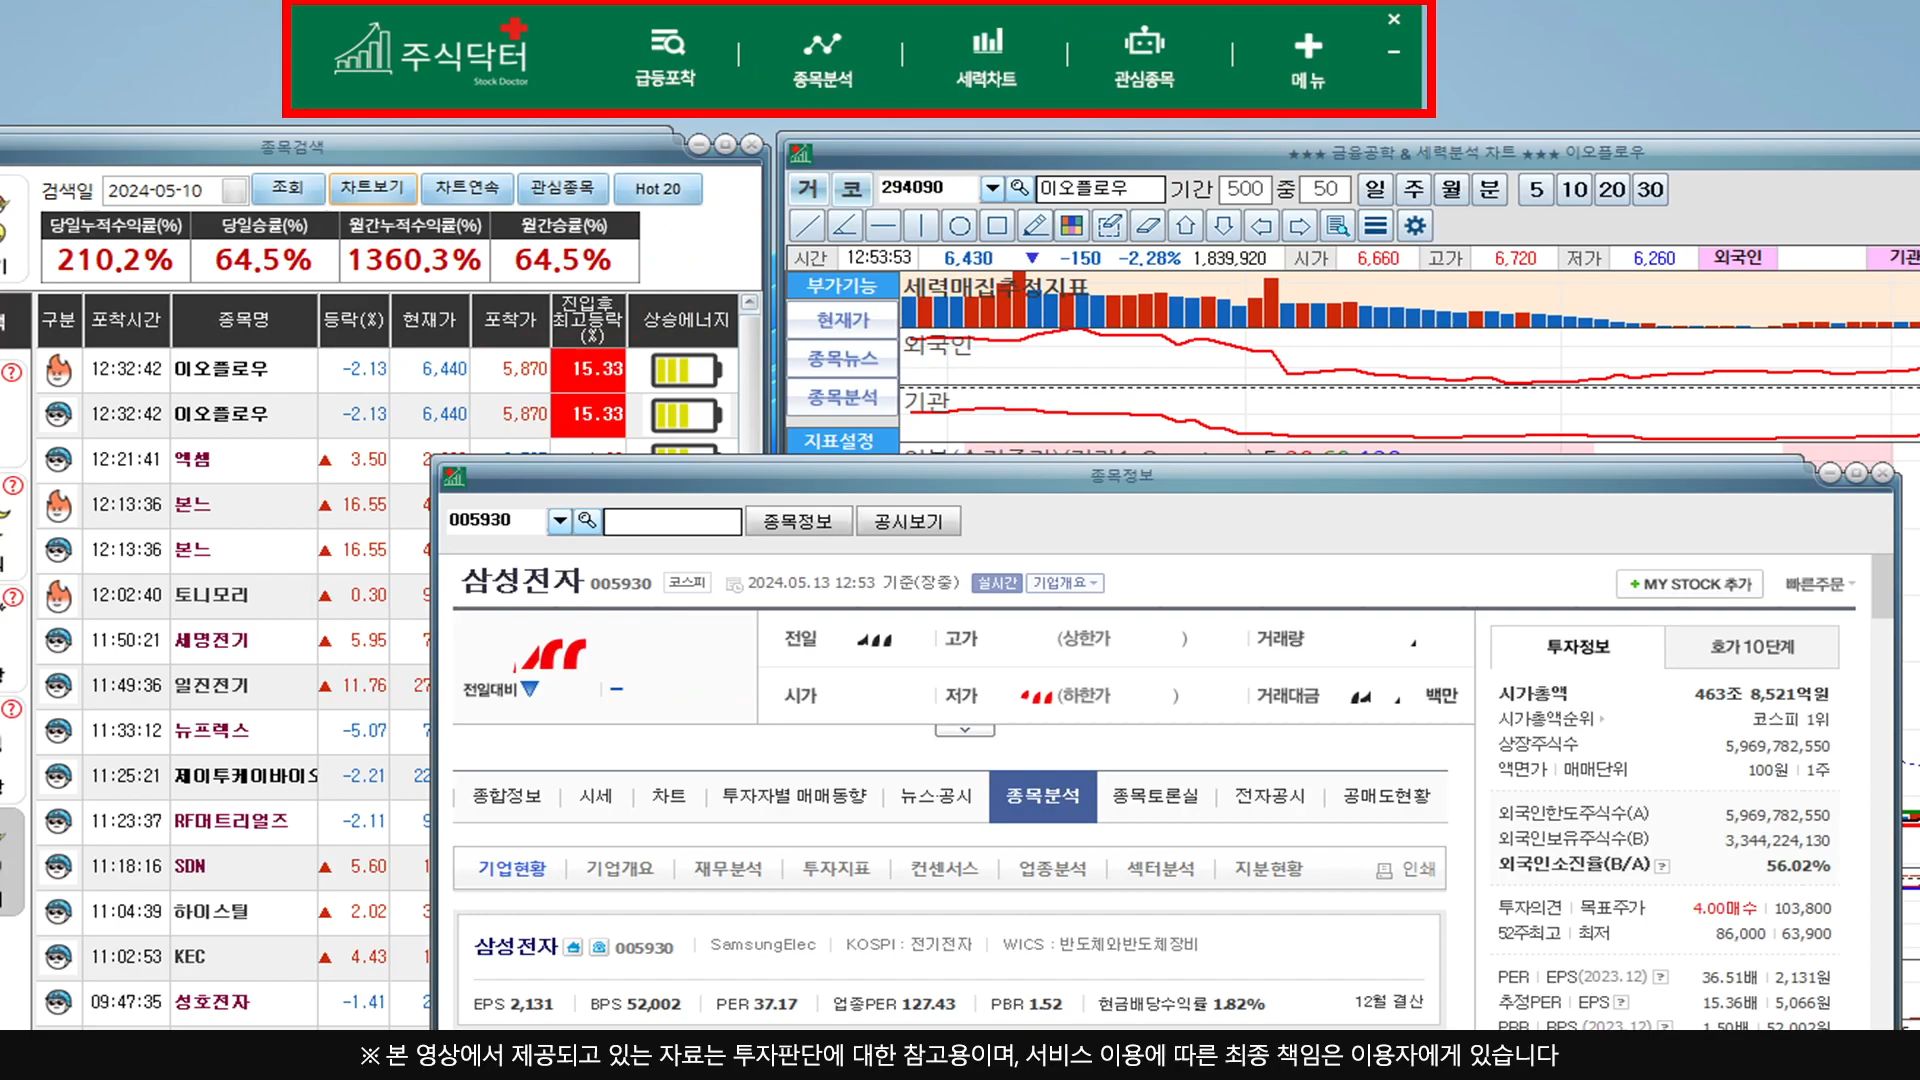 주식닥터
Stock Doctor
급등포착
종목분석
세력차트
관심종목
메뉴
종목검색
검색일 2024-05-10 조회 차트보기 차트연속 관심종목 Hot 20
당일누적수익률(%) 당일승률(%) 월간누적수익률(%) 월간승률(%)
210.2% 64.5% 1360.3% 64.5%
구분 포착시간 종목명 등락(%) 현재가 포착가 진입후 최고등락 (%) 상승에너지
12:32:42 이오플로우 -2.13 6,440 5,870 15.33
12:32:42 이오플로우 -2.13 6,440 5,870 15.33
12:21:41 엑셈 ▲ 3.50
12:13:36 본느 ▲ 16.55
12:13:36 본느 ▲ 16.55
12:02:40 토니모리 ▲ 0.30
11:50:21 세명전기 ▲ 5.95
11:49:36 일진전기 ▲ 11.76
11:33:12 뉴프렉스 -5.07
11:25:21 제이투케이바이오 -2.21
11:23:37 RF머트리얼즈 -2.11
11:18:16 SDN ▲ 5.60
11:04:39 하이스틸 ▲ 2.02
11:02:53 KEC ▲ 4.43
09:47:35 성호전자 -1.41
★★★ 금융공학 & 세력분석 차트 ★★★ 이오플로우
거 코 294090 이오플로우 기간 500 중 50 일 주 월 분 5 10 20 30
시간 12:53:53 6,430 ▼ -150 -2.28% 1,839,920 시가 6,660 고가 6,720 저가 6,260 외국인 기관
부가기능
현재가
종목뉴스
종목분석
지표설정
세력매집추정지표
외국인
기관
종목정보
005930 종목정보 공시보기
삼성전자 005930 코스피 2024.05.13 12:53 기준(장중) 실시간 기업개요
+ MY STOCK 추가 빠른주문
전일대비 ▼
전일 고가 (상한가 ) 거래량
시가 저가 (하한가 ) 거래대금 백만
종합정보 시세 차트 투자자별 매매동향 뉴스·공시 종목분석 종목토론실 전자공시 공매도현황
기업현황 기업개요 재무분석 투자지표 컨센서스 업종분석 섹터분석 지분현황 인쇄
삼성전자 005930 SamsungElec KOSPI : 전기전자 WICS : 반도체와반도체장비
EPS 2,131 BPS 52,002 PER 37.17 업종PER 127.43 PBR 1.52 현금배당수익률 1.82% 12월 결산
투자정보 호가 10단계
시가총액 463조 8,521억원
시가총액순위 코스피 1위
상장주식수 5,969,782,550
액면가 매매단위 100원 1주
외국인한도주식수(A) 5,969,782,550
외국인보유주식수(B) 3,344,224,130
외국인소진율(B/A) ? 56.02%
투자의견 목표주가 4.00매수 103,800
52주최고 최저 86,000 63,900
PER EPS(2023.12) ? 36.51배 2,131원
추정PER EPS ? 15.36배 5,066원
PBR BPS (2023.12) ? 1.50배 52,002원
※ 본 영상에서 제공되고 있는 자료는 투자판단에 대한 참고용이며, 서비스 이용에 따른 최종 책임은 이용자에게 있습니다